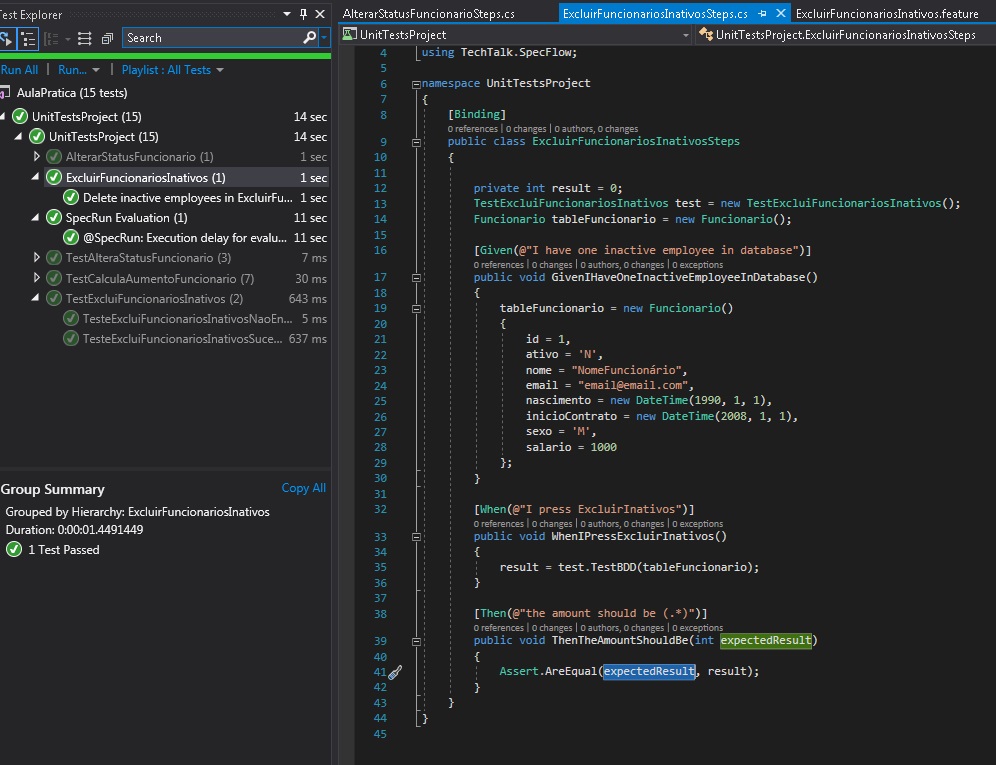 Test Explorer
Search
Run All | Run... | Playlist : All Tests
AulaPratica (15 tests)
UnitTestsProject (15) 14 sec
UnitTestsProject (15) 14 sec
AlterarStatusFuncionario (1) 1 sec
ExcluirFuncionariosInativos (1) 1 sec
Delete inactive employees in ExcluirFu... 1 sec
SpecRun Evaluation (1) 11 sec
@SpecRun: Execution delay for evalu... 11 sec
TestAlteraStatusFuncionario (3) 7 ms
TestCalculaAumentoFuncionario (7) 30 ms
TestExcluiFuncionariosInativos (2) 643 ms
TesteExcluiFuncionariosInativosNaoEn... 5 ms
TesteExcluiFuncionariosInativosSuce... 637 ms
Group Summary Copy All
Grouped by Hierarchy: ExcluirFuncionariosInativos
Duration: 0:00:01.4491449
1 Test Passed
AlterarStatusFuncionarioSteps.cs ExcluirFuncionariosInativosSteps.cs ExcluirFuncionariosInativos.feature
UnitTestsProject UnitTestsProject.ExcluirFuncionariosInativosSteps
4 using TechTalk.SpecFlow;
5
6 namespace UnitTestsProject
7 {
8 [Binding]
0 references | 0 changes | 0 authors, 0 changes
9 public class ExcluirFuncionariosInativosSteps
10 {
11
12 private int result = 0;
13 TestExcluiFuncionariosInativos test = new TestExcluiFuncionariosInativos();
14 Funcionario tableFuncionario = new Funcionario();
15
16 [Given(@"I have one inactive employee in database")]
0 references | 0 changes | 0 authors, 0 changes | 0 exceptions
17 public void GivenIHaveOneInactiveEmployeeInDatabase()
18 {
19 tableFuncionario = new Funcionario()
20 {
21 id = 1,
22 ativo = 'N',
23 nome = "NomeFuncionário",
24 email = "email@email.com",
25 nascimento = new DateTime(1990, 1, 1),
26 inicioContrato = new DateTime(2008, 1, 1),
27 sexo = 'M',
28 salario = 1000
29 };
30 }
31
32 [When(@"I press ExcluirInativos")]
0 references | 0 changes | 0 authors, 0 changes | 0 exceptions
33 public void WhenIPressExcluirInativos()
34 {
35 result = test.TestBDD(tableFuncionario);
36 }
37
38 [Then(@"the amount should be (.*)")]
0 references | 0 changes | 0 authors, 0 changes | 0 exceptions
39 public void ThenTheAmountShouldBe(int expectedResult)
40 {
41 Assert.AreEqual(expectedResult, result);
42 }
43 }
44 }
45